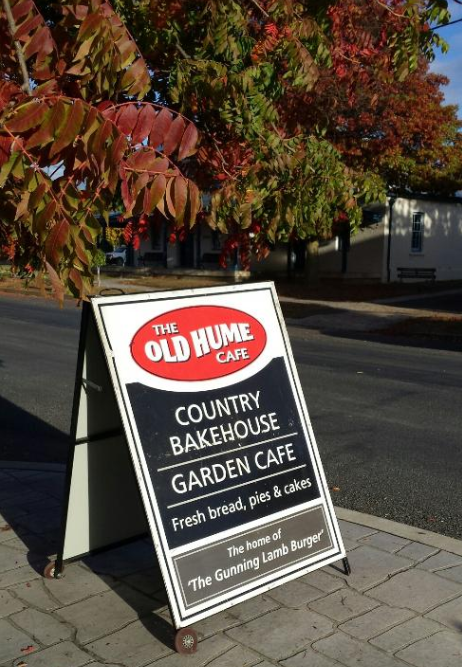 THE
OLD HUME
CAFE
COUNTRY
BAKEHOUSE
GARDEN CAFE
Fresh bread, pies & cakes
The home of
'The Gunning Lamb Burger'